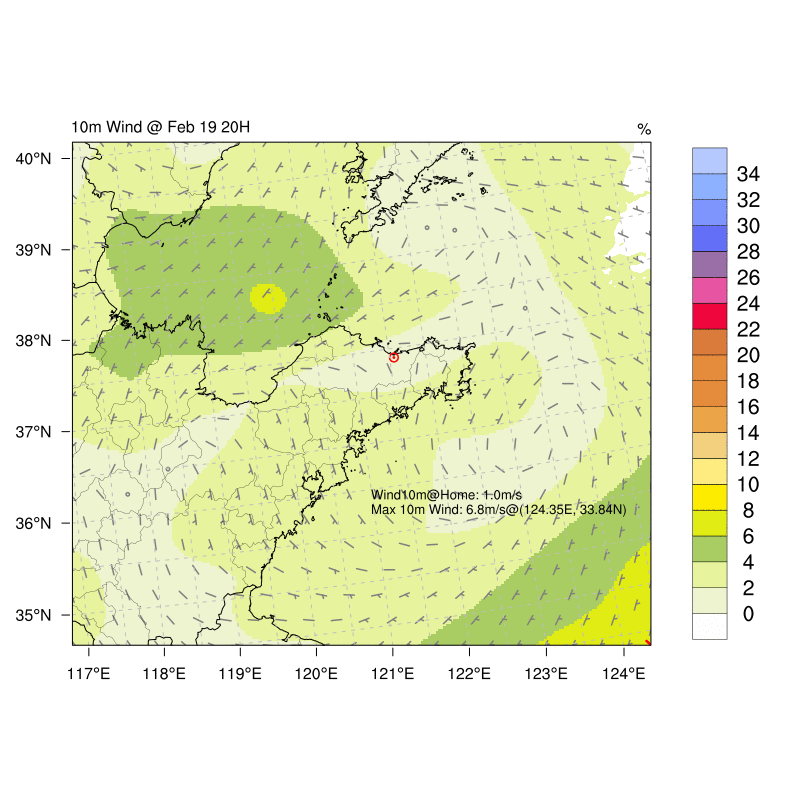 10m Wind @ Feb 19 20H
%
40°N
39°N
38°N
37°N
36°N
35°N
Wind10m@Home: 1.0m/s
Max 10m Wind: 6.8m/s@(124.35E, 33.84N)
117°E
118°E
119°E
120°E
121°E
122°E
123°E
124°E
34
32
30
28
26
24
22
20
18
16
14
12
10
8
6
4
2
0